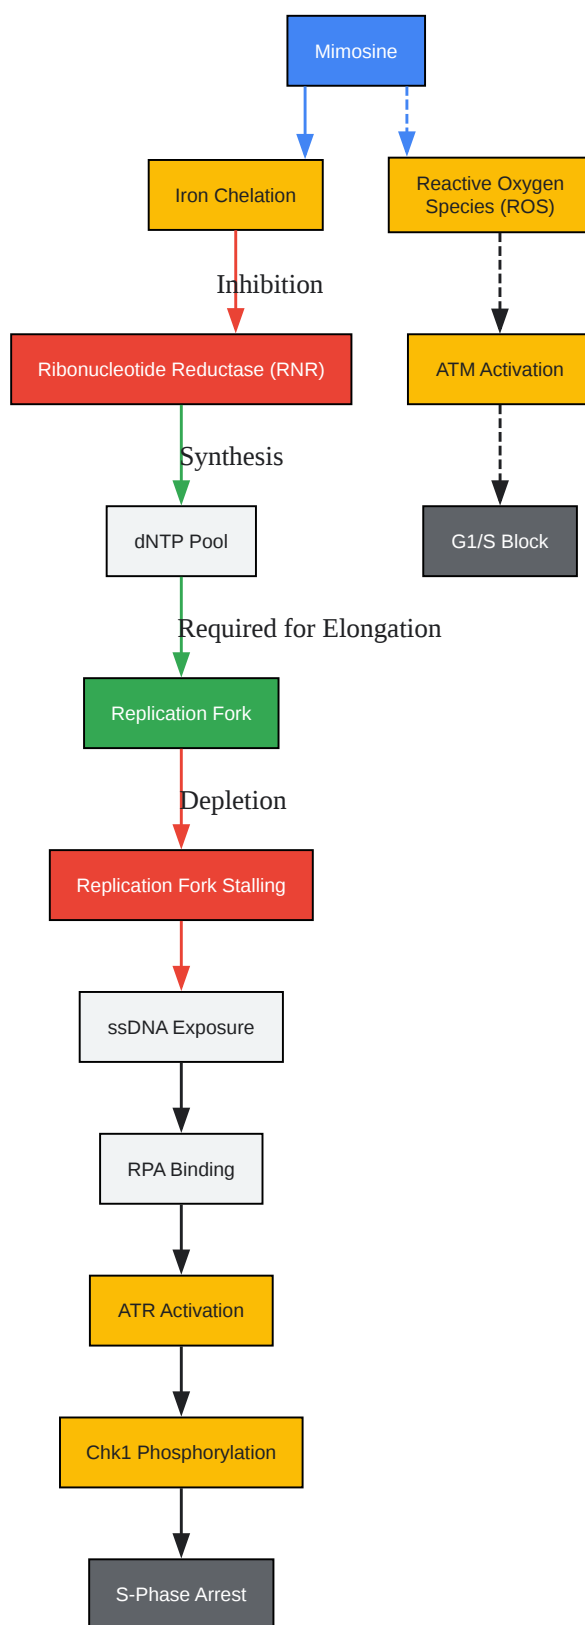 Mimosine
Iron Chelation
Reactive Oxygen
Species (ROS)
Inhibition
Ribonucleotide Reductase (RNR)
ATM Activation
Synthesis
dNTP Pool
G1/S Block
Required for Elongation
Replication Fork
Depletion
Replication Fork Stalling
ssDNA Exposure
RPA Binding
ATR Activation
Chk1 Phosphorylation
S-Phase Arrest